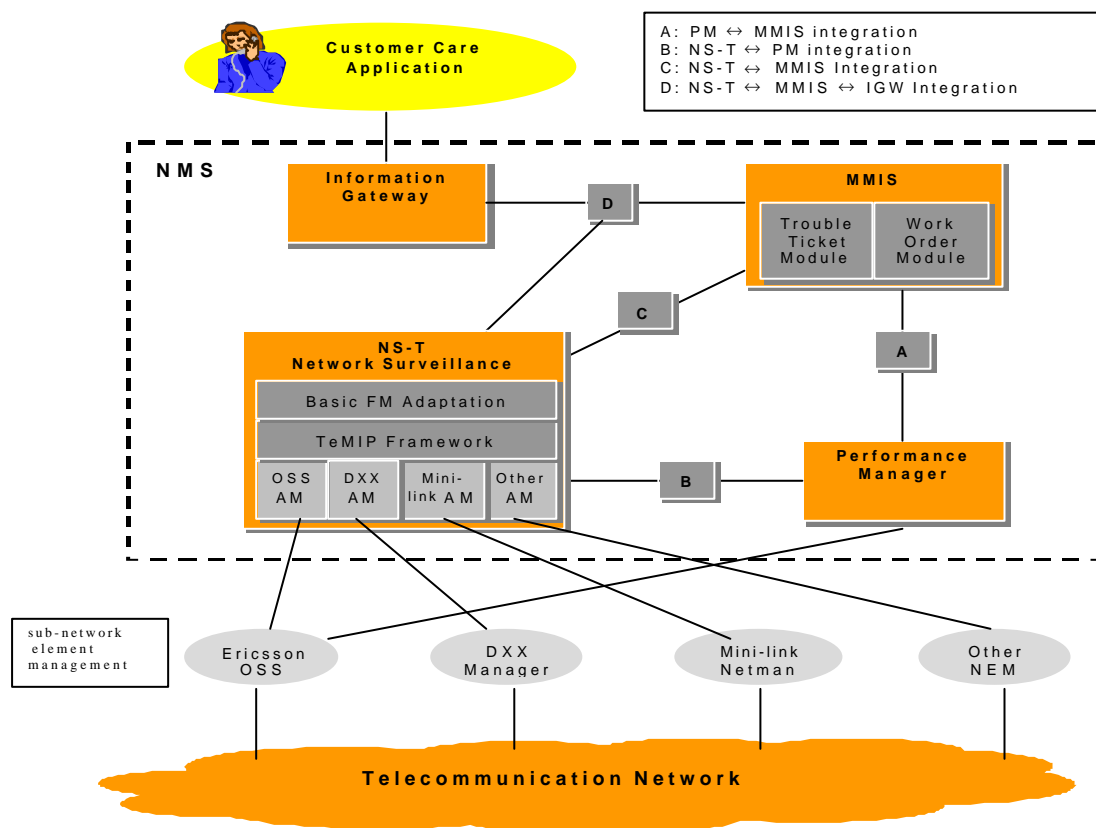 Customer Care
Application
A: PM ↔ MMIS integration
B: NS-T ↔ PM integration
C: NS-T ↔ MMIS Integration
D: NS-T ↔ MMIS ↔ IGW Integration
NMS
Information
Gateway
D
MMIS
Trouble
Ticket
Module
Work
Order
Module
C
NS-T
Network Surveillance
A
Basic FM Adaptation
TeMIP Framework
OSS
AM
DXX
AM
Mini-
link AM
Other
AM
B
Performance
Manager
sub-network
element
management
Ericsson
OSS
DXX
Manager
Mini-link
Netman
Other
NEM
Telecommunication Network